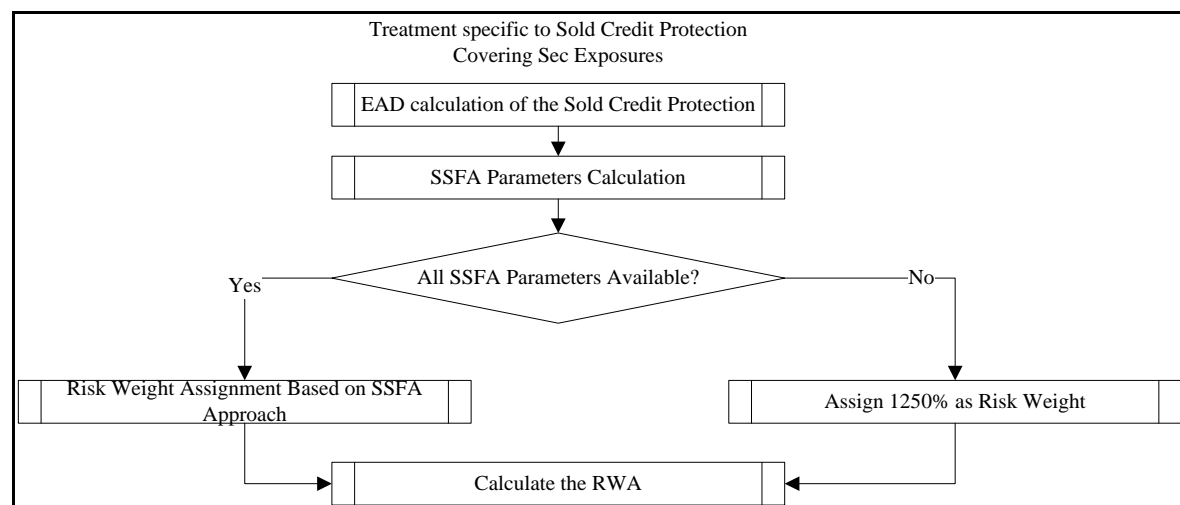 Treatment specific to Sold Credit Protection
Covering Sec Exposures
EAD calculation of the Sold Credit Protection
SSFA Parameters Calculation
All SSFA Parameters Available?
Yes
No
Risk Weight Assignment Based on SSFA
Approach
Assign 1250% as Risk Weight
Calculate the RWA